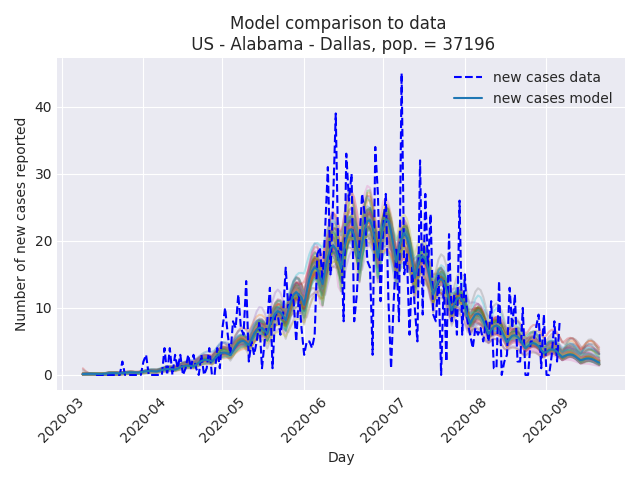 Model comparison to data
US - Alabama - Dallas, pop. = 37196
new cases data
new cases model
Number of new cases reported
40
30
20
10
0
2020-03
2020-04
2020-05
2020-06
2020-07
2020-08
2020-09
Day